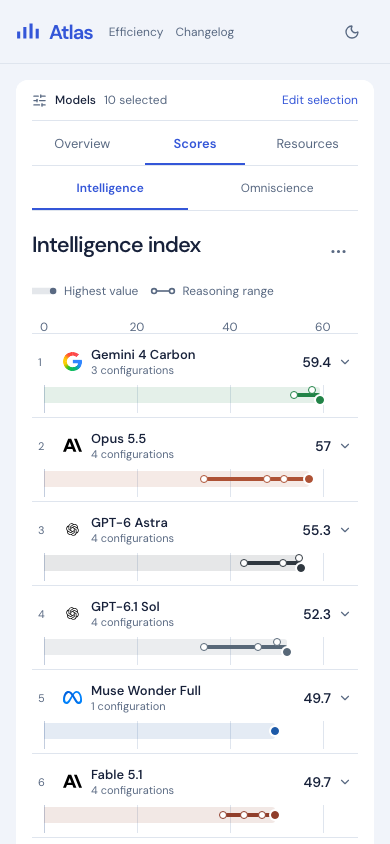 Atlas Efficiency Changelog
Models 10 selected Edit selection
Overview Scores Resources
Intelligence Omniscience
Intelligence index ...
Highest value Reasoning range
0 20 40 60
1 Gemini 4 Carbon 59.4
3 configurations
2 Opus 5.5 57
4 configurations
3 GPT-6 Astra 55.3
4 configurations
4 GPT-6.1 Sol 52.3
4 configurations
5 Muse Wonder Full 49.7
1 configuration
6 Fable 5.1 49.7
4 configurations